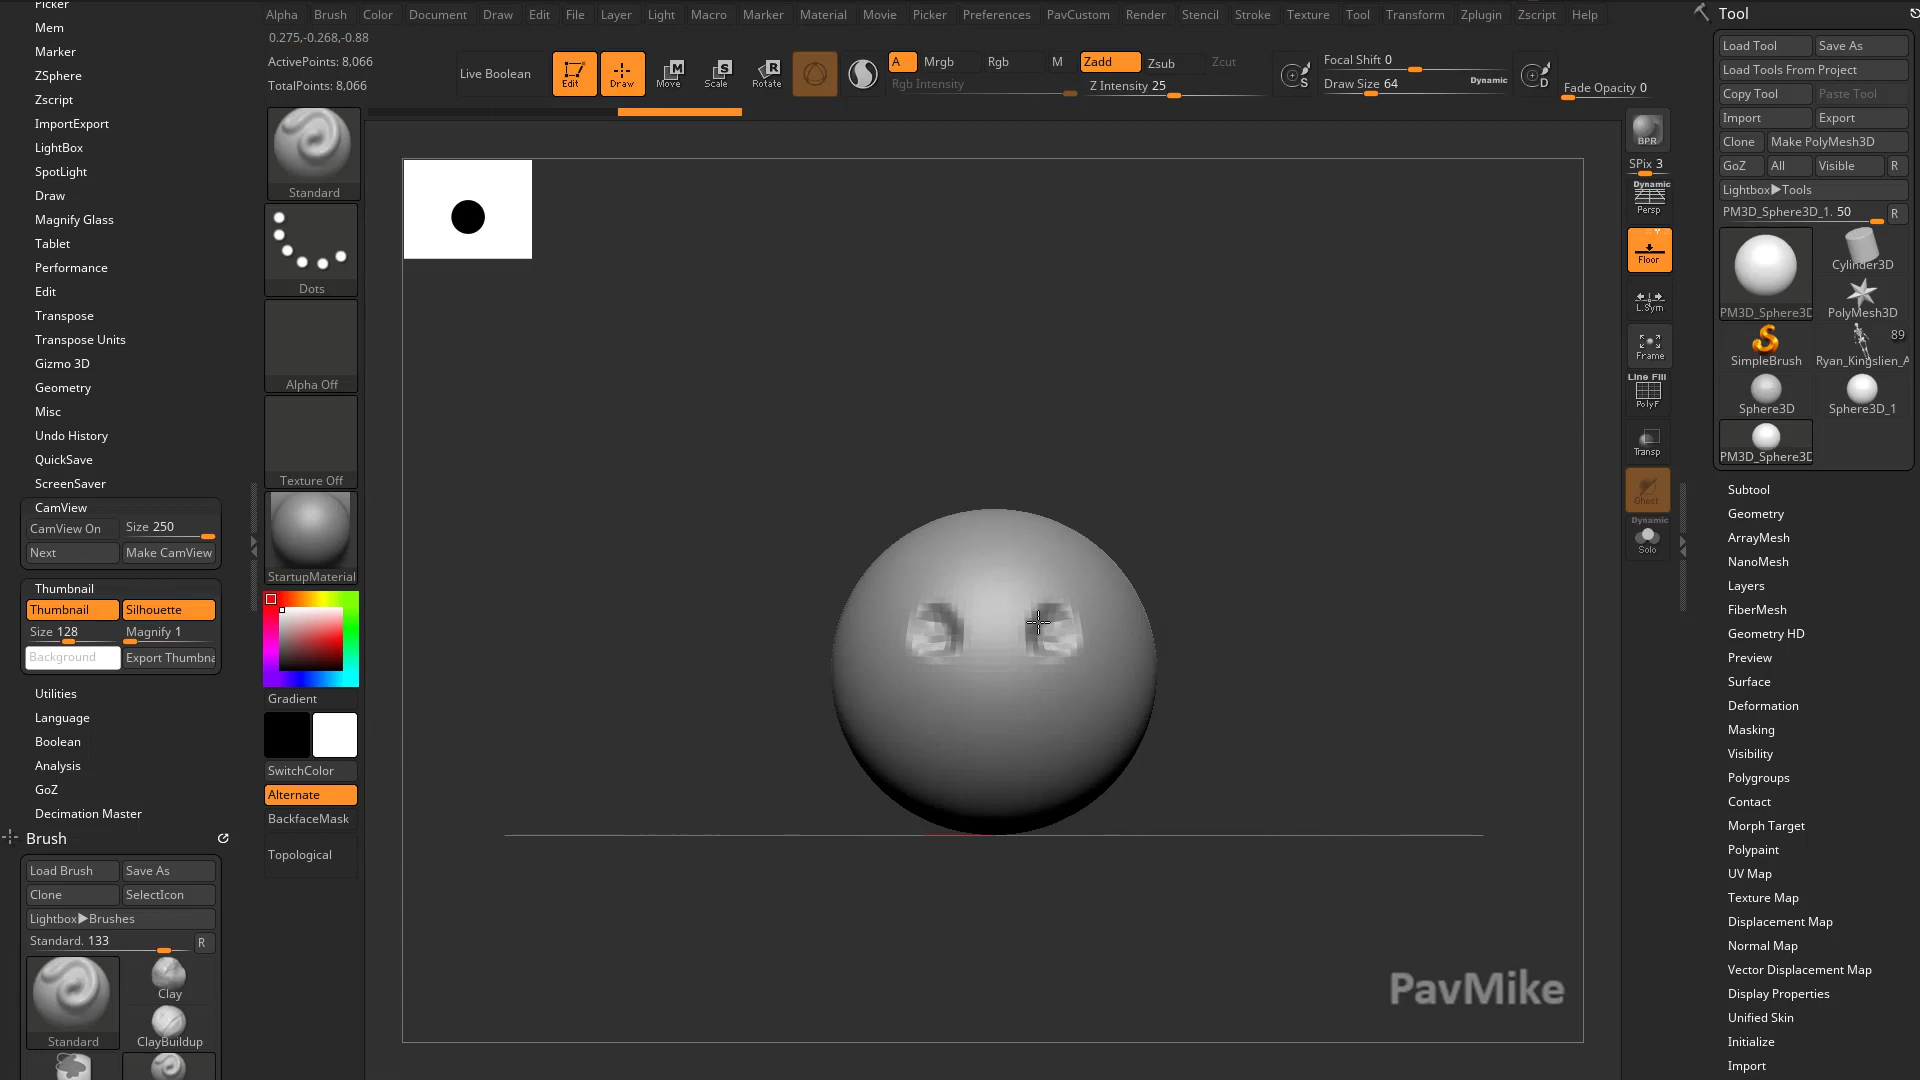 Picker
Mem
Marker
ZSphere
Zscript
ImportExport
LightBox
SpotLight
Draw
Magnify Glass
Tablet
Performance
Edit
Transpose
Transpose Units
Gizmo 3D
Geometry
Misc
Undo History
QuickSave
ScreenSaver
CamView
CamView On Size 250
Next Make CamView
Thumbnail
Thumbnail Silhouette
Size 128 Magnify 1
Background Export Thumbna
Utilities
Language
Boolean
Analysis
GoZ
Decimation Master
Brush
Load Brush Save As
Clone SelectIcon
Lightbox▶Brushes
Standard. 133 R
Clay
Standard ClayBuildup
Alpha Brush Color Document Draw Edit File Layer Light Macro Marker Material Movie Picker Preferences PavCustom Render Stencil Stroke Texture Tool Transform Zplugin Zscript Help
0.275,-0.268,-0.88
ActivePoints: 8,066
TotalPoints: 8,066
Live Boolean
Edit Draw Move Scale Rotate
M S R
A Mrgb Rgb M Zadd Zsub Zcut
Rgb Intensity Z Intensity 25
S
Focal Shift 0
Draw Size 64 Dynamic
D
Fade Opacity 0
Standard
Dots
Alpha Off
Texture Off
StartupMaterial
Gradient
SwitchColor
Alternate
BackfaceMask
Topological
PavMike
BPR
SPix 3
Dynamic
Persp
Floor
L.Sym
Frame
Line Fill
PolyF
Transp
Ghost
Dynamic
Solo
Tool
Load Tool Save As
Load Tools From Project
Copy Tool Paste Tool
Import Export
Clone Make PolyMesh3D
GoZ All Visible R
Lightbox▶Tools
PM3D_Sphere3D_1. 50 R
Cylinder3D
PM3D_Sphere3D PolyMesh3D
89
SimpleBrush Ryan_Kingslien_A
Sphere3D Sphere3D_1
PM3D_Sphere3D
Subtool
Geometry
ArrayMesh
NanoMesh
Layers
FiberMesh
Geometry HD
Preview
Surface
Deformation
Masking
Visibility
Polygroups
Contact
Morph Target
Polypaint
UV Map
Texture Map
Displacement Map
Normal Map
Vector Displacement Map
Display Properties
Unified Skin
Initialize
Import